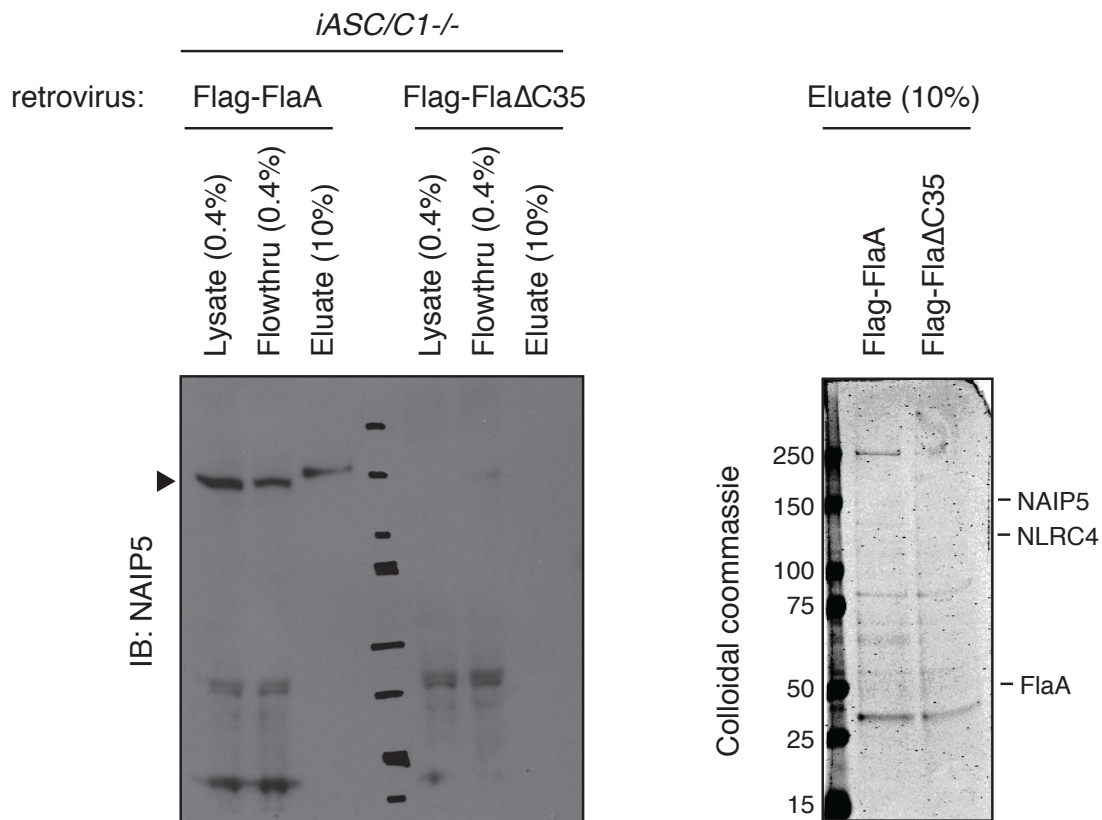 iASC/C1-/-
retrovirus: Flag-FlaA Flag-FlaΔC35 Eluate (10%)
Lysate (0.4%)
Flowthru (0.4%)
Eluate (10%)
Lysate (0.4%)
Flowthru (0.4%)
Eluate (10%)
Flag-FlaA
Flag-FlaΔC35
IB: NAIP5
Colloidal coommassie
250
150
100
75
50
25
15
NAIP5
NLRC4
FlaA